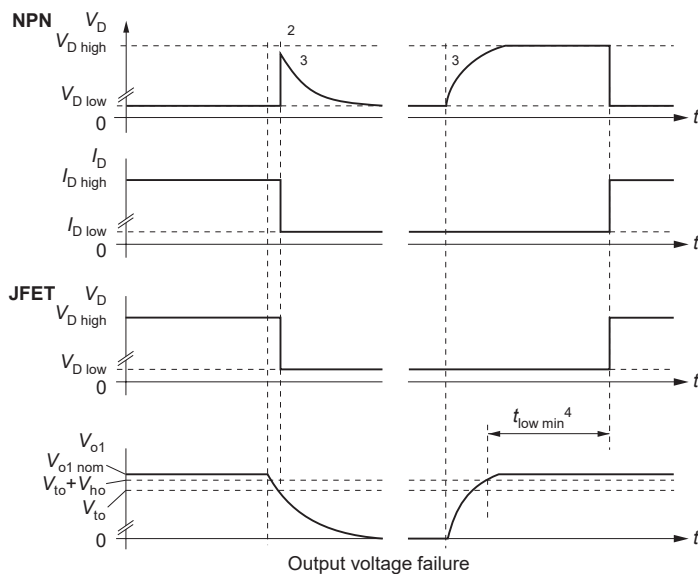 NPN V_D
2
V_D high
3
3
V_D low
0
t
I_D
I_D high
I_D low
0
t
JFET V_D
V_D high
V_D low
0
t
t_low min^4
V_o1
V_o1 nom
V_to + V_ho
V_to
0
t
Output voltage failure